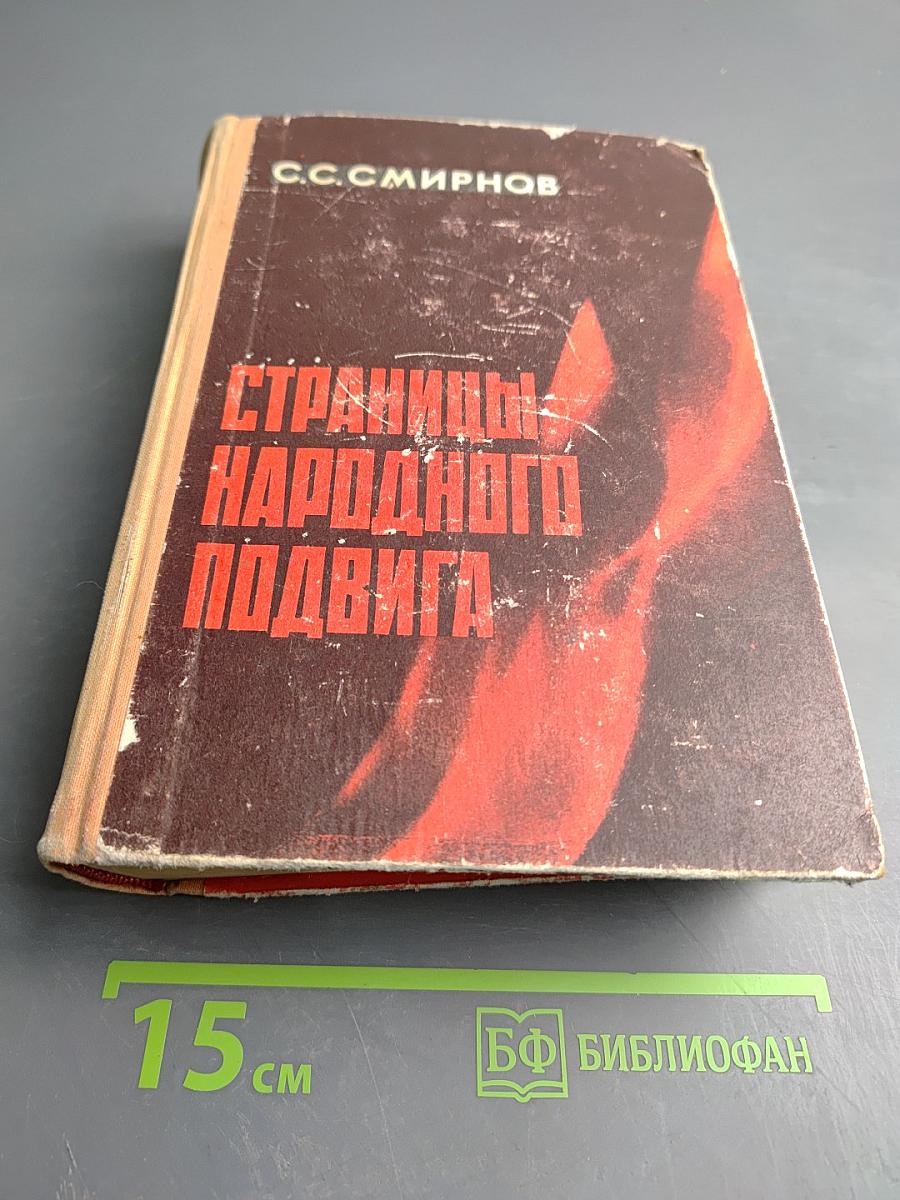 С.С.СМИРНОВ
СТРАНИЦЫ
НАРОДНОГО
ПОДВИГА
15 см
БФ БИБЛИОФАН